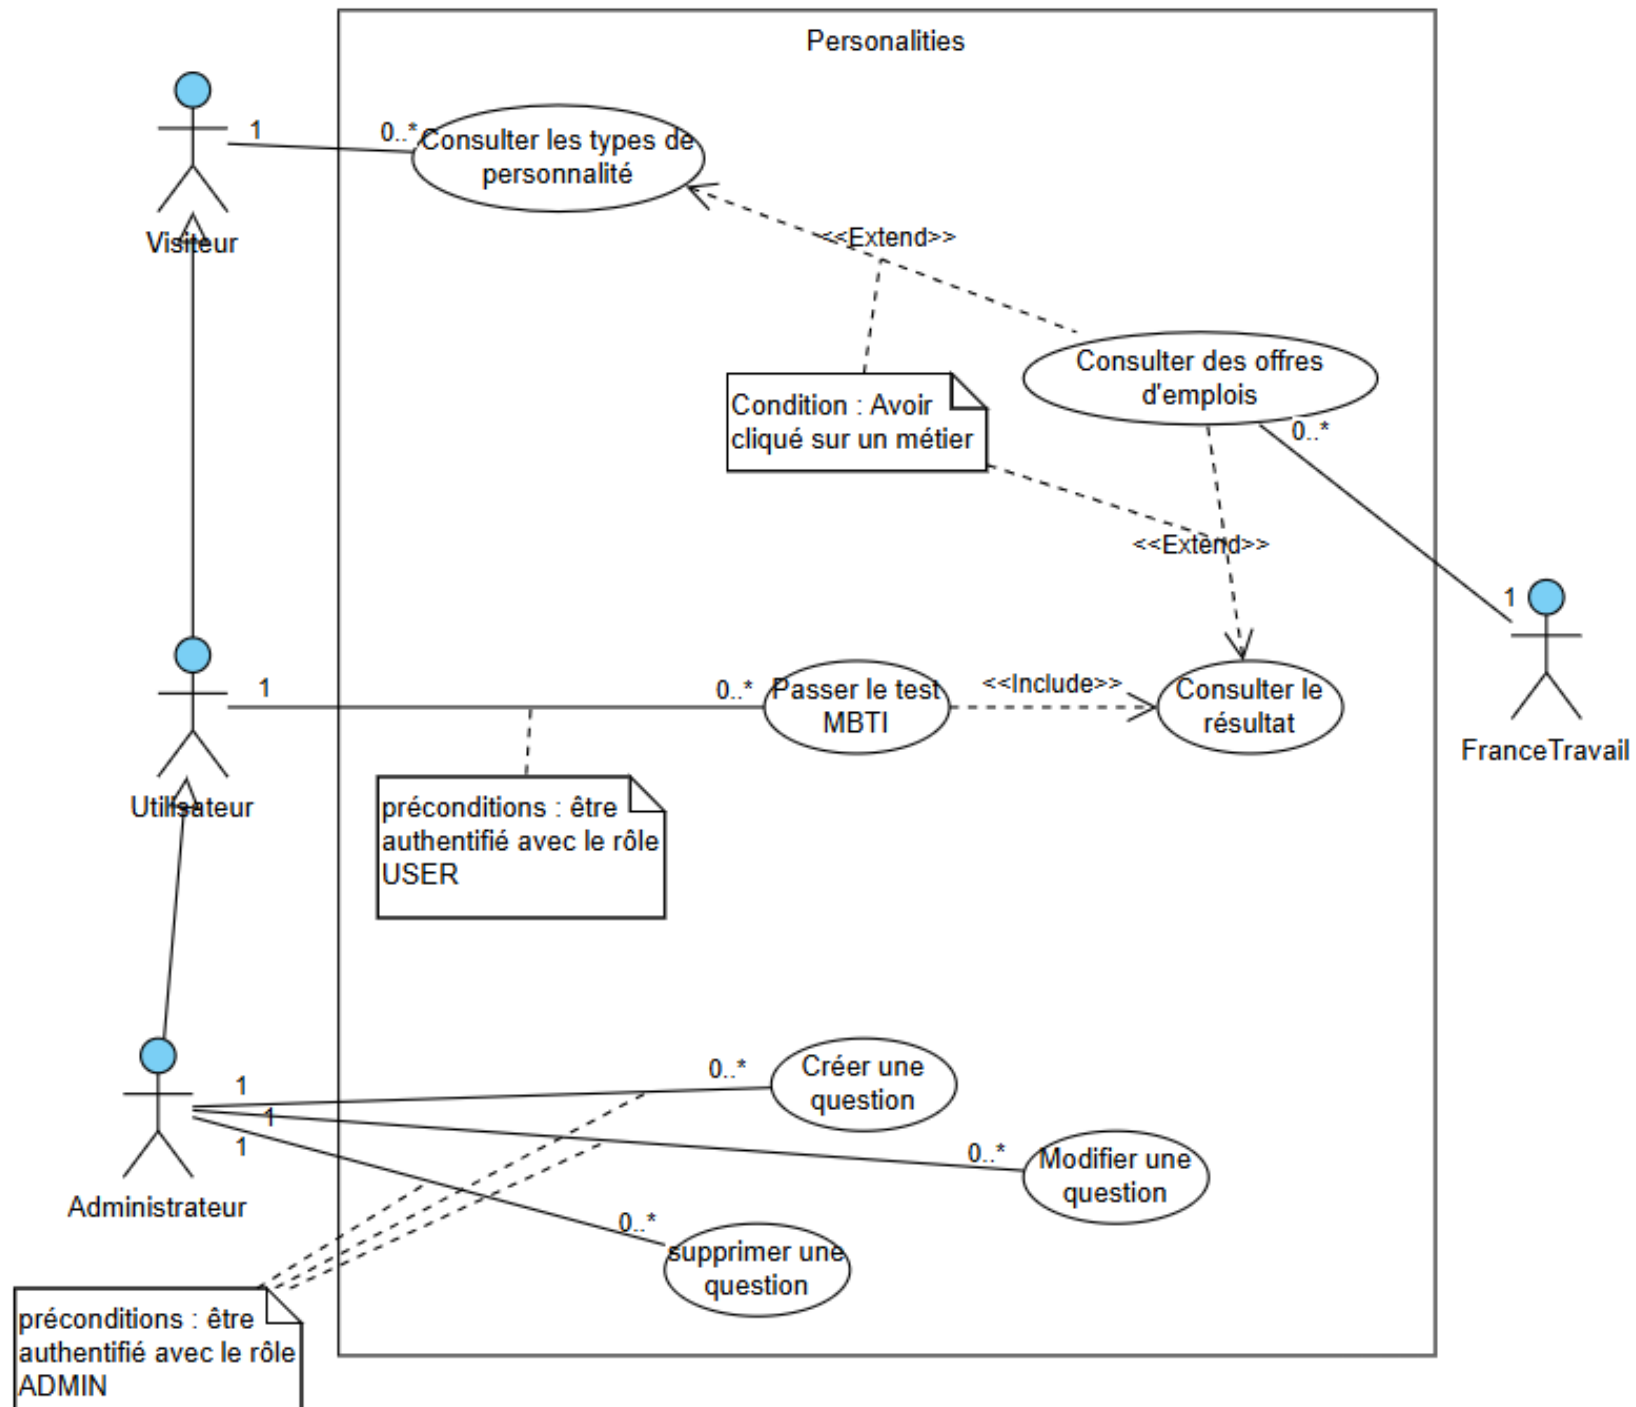 Personalities
1
0..*
Consulter les types de
personnalité
Visiteur
<<Extend>>
Consulter des offres
d'emplois
0..*
Condition : Avoir
cliqué sur un métier
<<Extend>>
1
FranceTravail
1
0..*
Passer le test
MBTI
<<Include>>
Consulter le
résultat
Utilisateur
préconditions : être
authentifié avec le rôle
USER
1
0..*
Créer une
question
1
0..*
Modifier une
question
1
0..*
supprimer une
question
Administrateur
préconditions : être
authentifié avec le rôle
ADMIN